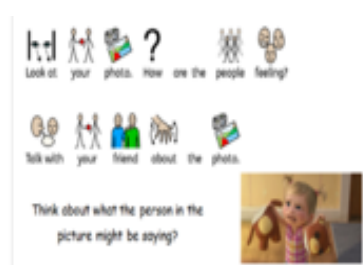 Look at your photo. How are the people feeling?
Talk with your friend about the photo.
Think about what the person in the
picture might be saying?